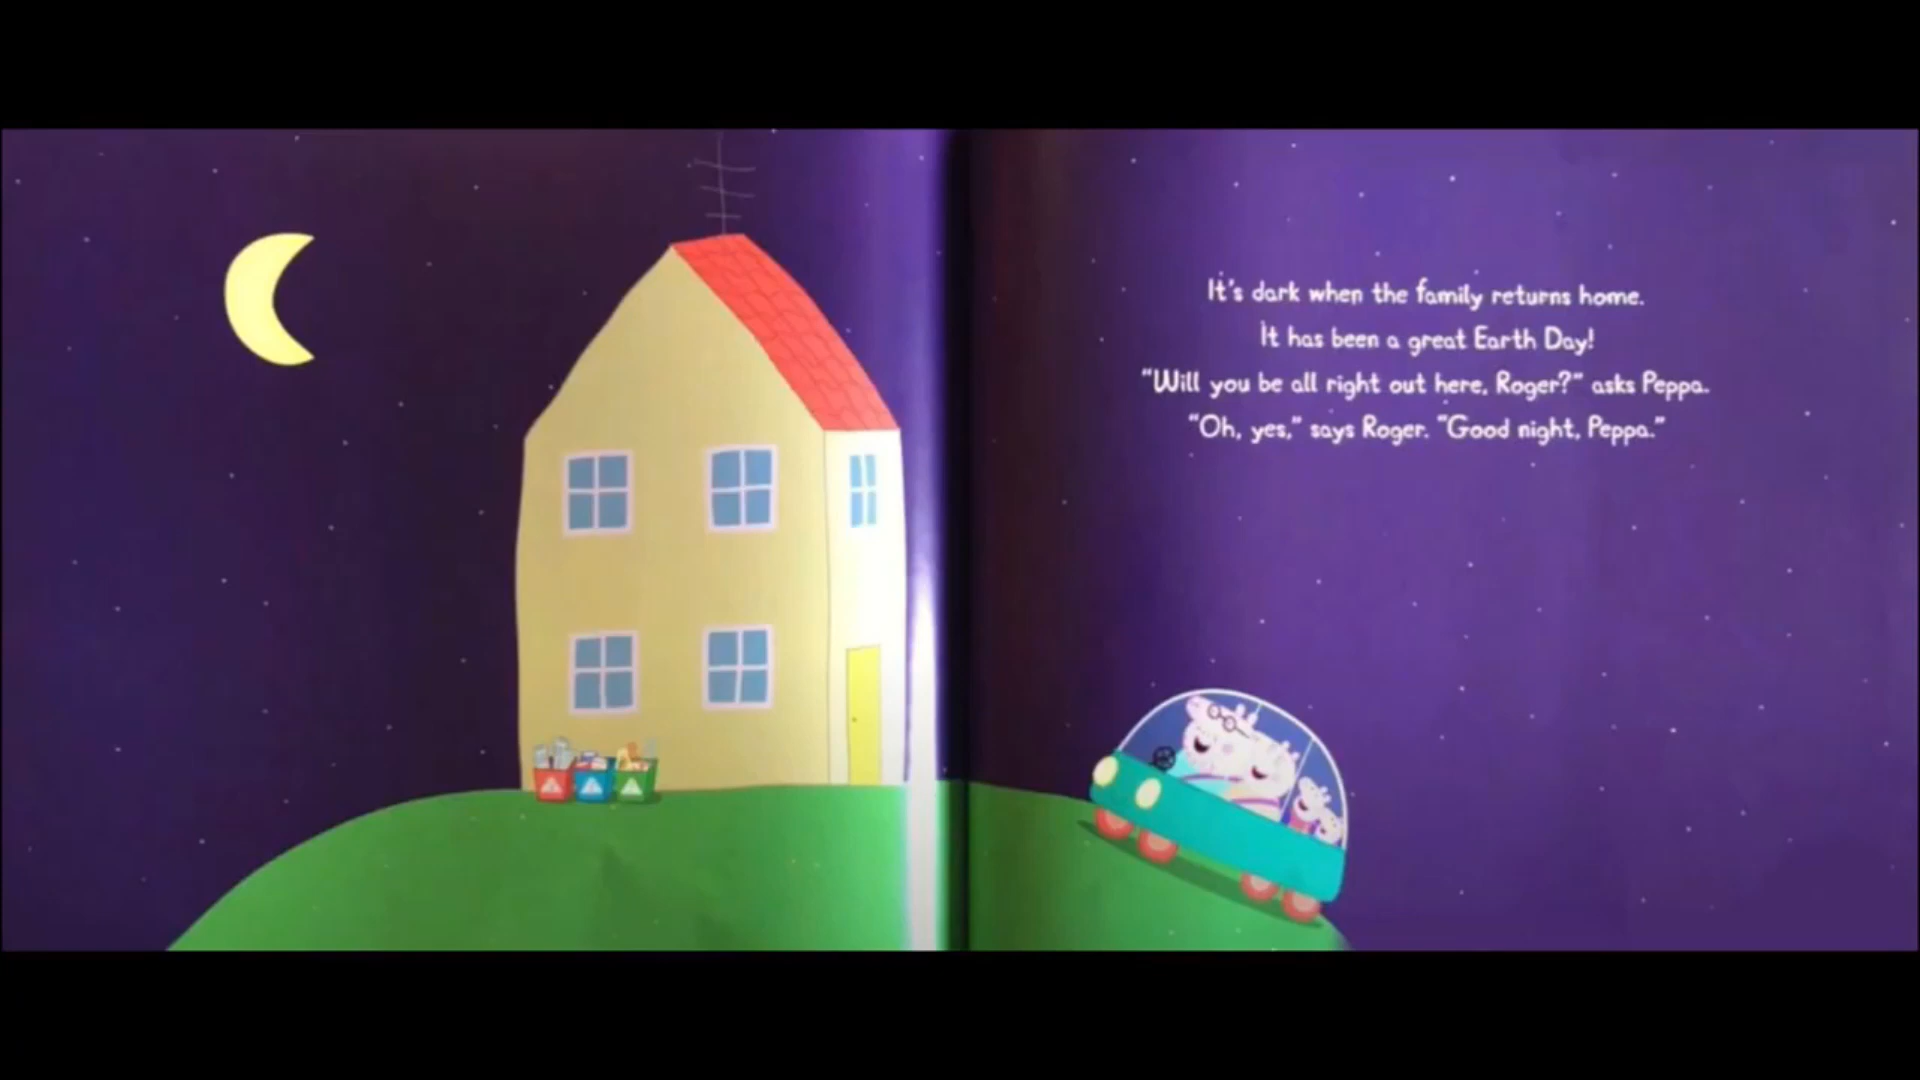 It's dark when the family returns home.
It has been a great Earth Day!
"Will you be all right out here, Roger?" asks Peppa.
"Oh, yes," says Roger. "Good night, Peppa."